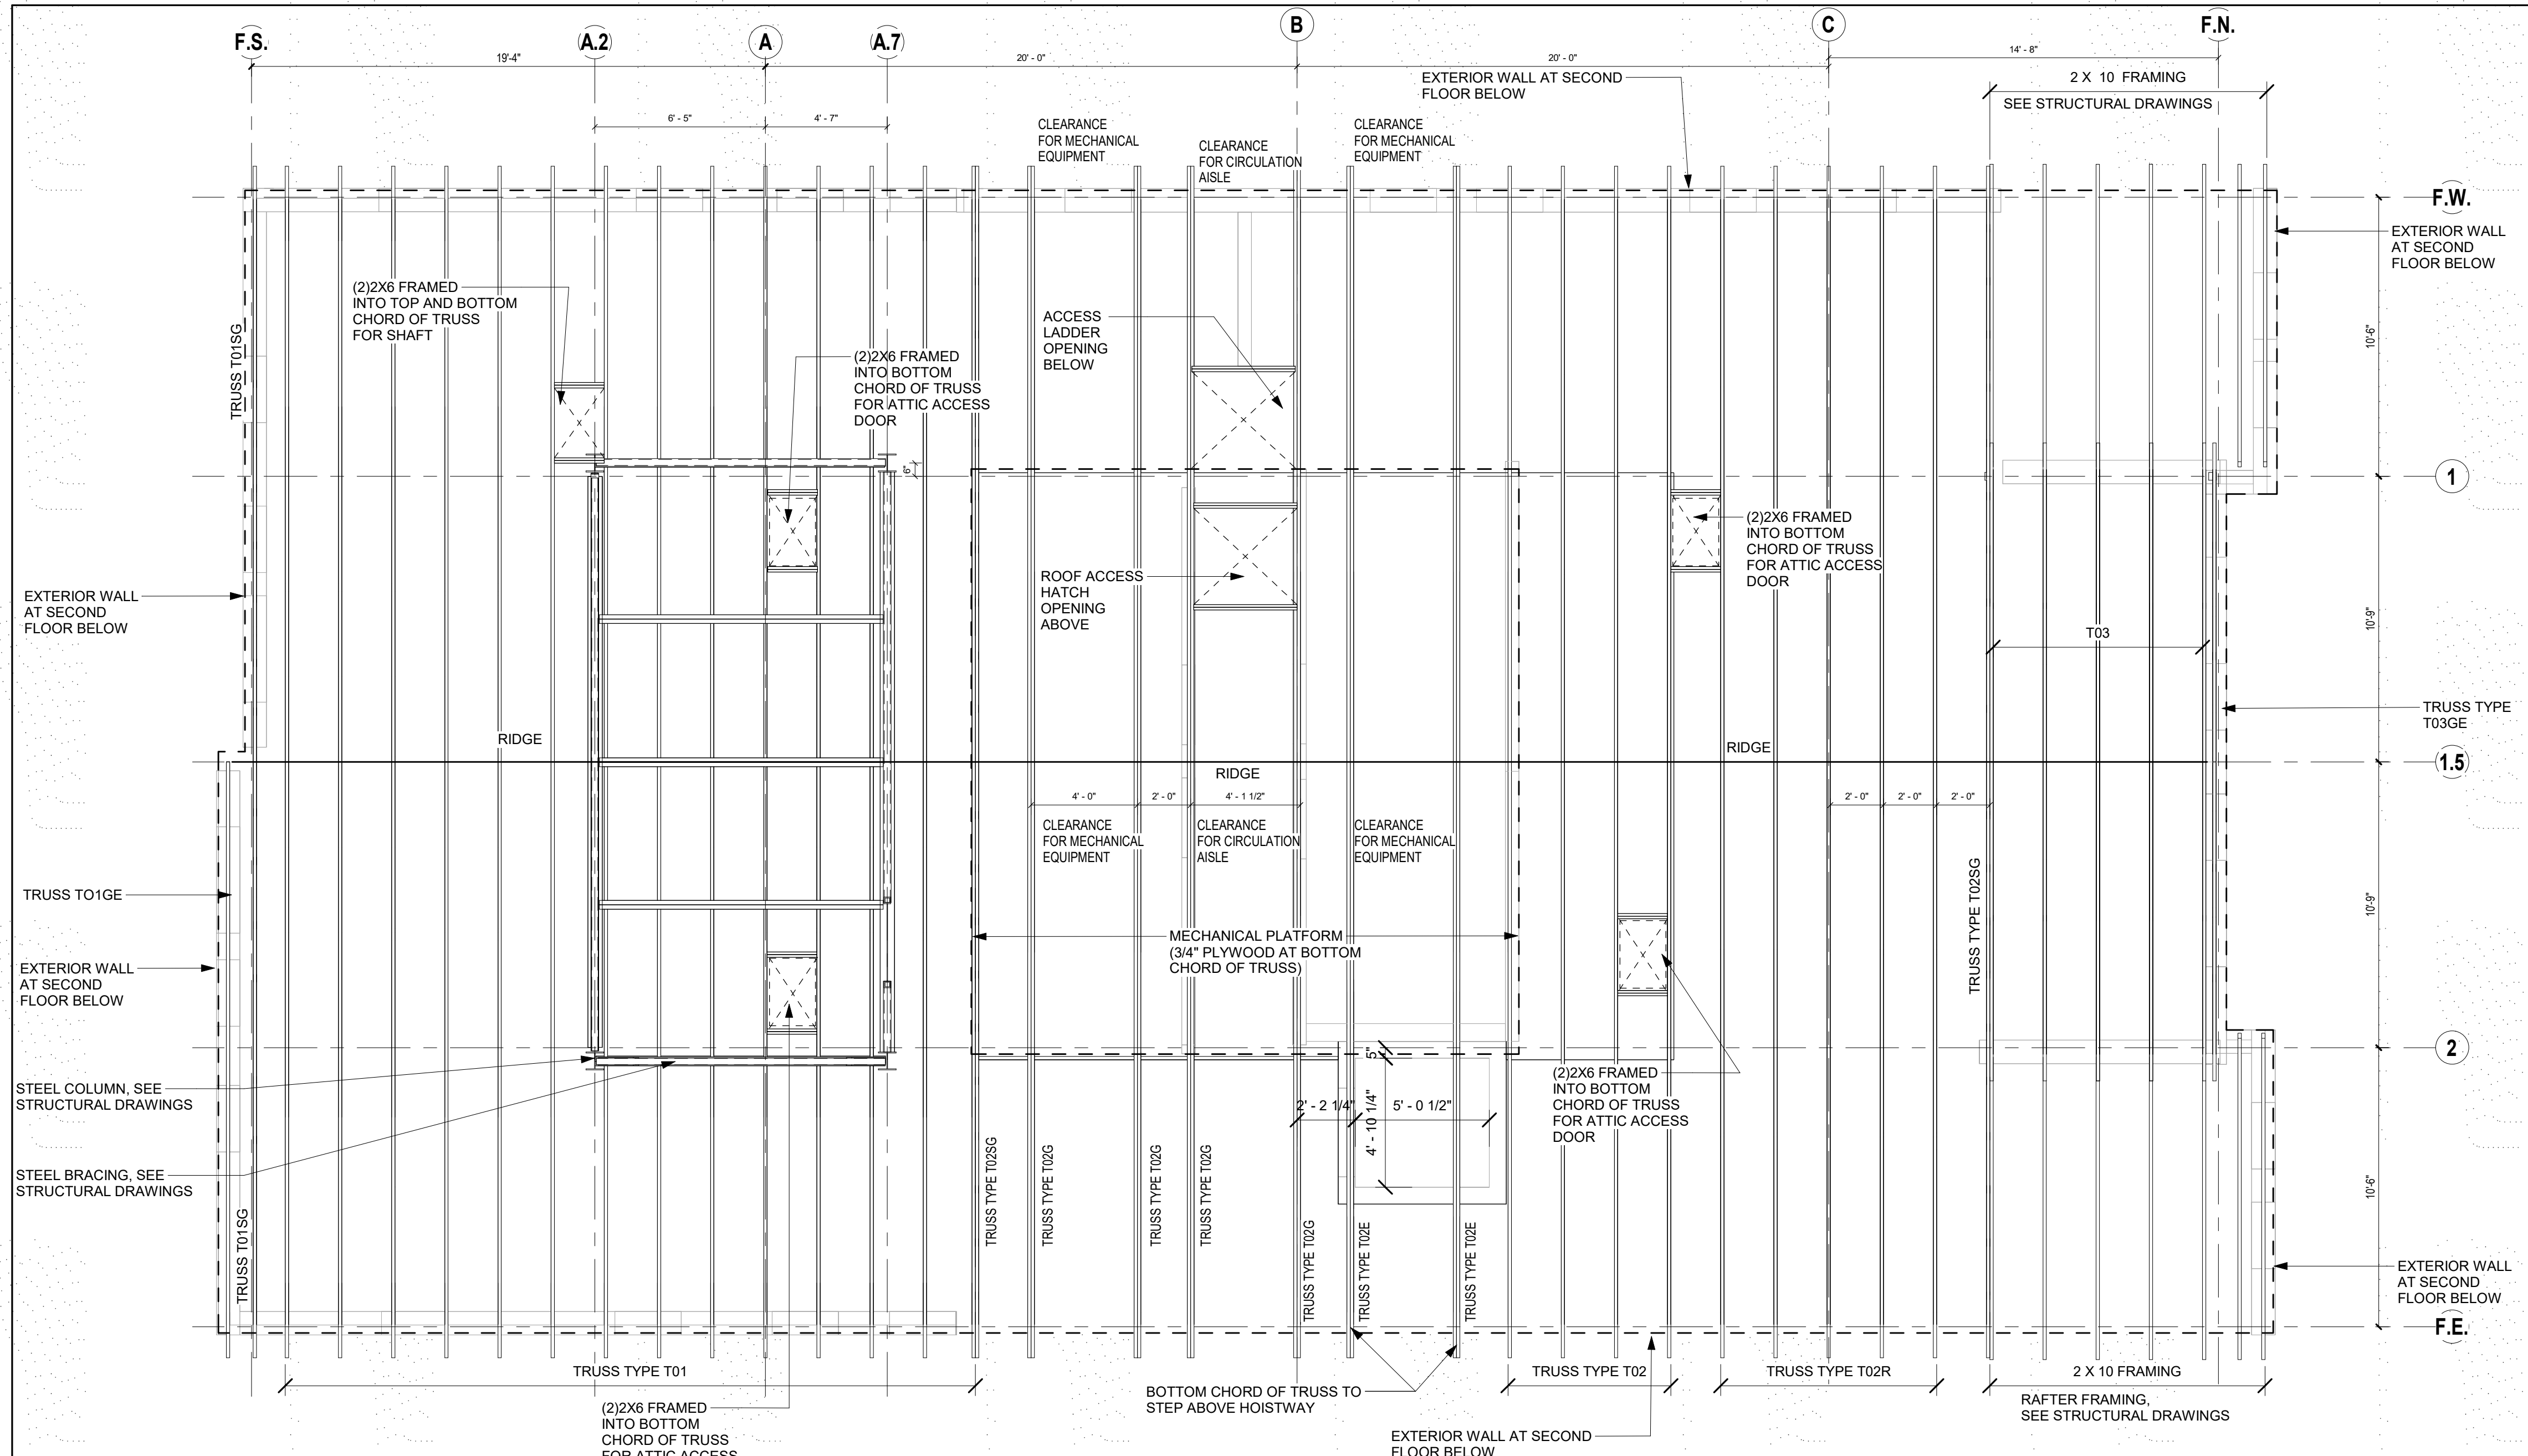 F.S.
A.2
A
A.7
B
C
F.N.
19'-4"
20' - 0"
20' - 0"
14' - 8"
6' - 5"
4' - 7"
EXTERIOR WALL AT SECOND
FLOOR BELOW
2 X 10 FRAMING
SEE STRUCTURAL DRAWINGS
CLEARANCE
FOR MECHANICAL
EQUIPMENT
CLEARANCE
FOR CIRCULATION
AISLE
CLEARANCE
FOR MECHANICAL
EQUIPMENT
F.W.
EXTERIOR WALL
AT SECOND
FLOOR BELOW
(2)2X6 FRAMED
INTO TOP AND BOTTOM
CHORD OF TRUSS
FOR SHAFT
TRUSS T01SG
(2)2X6 FRAMED
INTO BOTTOM
CHORD OF TRUSS
FOR ATTIC ACCESS
DOOR
ACCESS
LADDER
OPENING
BELOW
10'-6"
6"
1
(2)2X6 FRAMED
INTO BOTTOM
CHORD OF TRUSS
FOR ATTIC ACCESS
DOOR
ROOF ACCESS
HATCH
OPENING
ABOVE
EXTERIOR WALL
AT SECOND
FLOOR BELOW
T03
10'-9"
TRUSS TYPE
T03GE
RIDGE
RIDGE
RIDGE
1.5
4' - 0"
2' - 0"
4' - 1 1/2"
2' - 0"
2' - 0"
2' - 0"
CLEARANCE
FOR MECHANICAL
EQUIPMENT
CLEARANCE
FOR CIRCULATION
AISLE
CLEARANCE
FOR MECHANICAL
EQUIPMENT
TRUSS TO1GE
TRUSS TYPE T02SG
10'-9"
MECHANICAL PLATFORM
(3/4" PLYWOOD AT BOTTOM
CHORD OF TRUSS)
EXTERIOR WALL
AT SECOND
FLOOR BELOW
2
5"
STEEL COLUMN, SEE
STRUCTURAL DRAWINGS
(2)2X6 FRAMED
INTO BOTTOM
CHORD OF TRUSS
FOR ATTIC ACCESS
DOOR
2' - 2 1/4"
4' - 10 1/4"
5' - 0 1/2"
STEEL BRACING, SEE
STRUCTURAL DRAWINGS
TRUSS T01SG
TRUSS TYPE T02SG
TRUSS TYPE T02G
TRUSS TYPE T02G
TRUSS TYPE T02G
TRUSS TYPE T02G
TRUSS TYPE T02E
TRUSS TYPE T02E
10'-6"
EXTERIOR WALL
AT SECOND
FLOOR BELOW
F.E.
TRUSS TYPE T01
TRUSS TYPE T02
TRUSS TYPE T02R
2 X 10 FRAMING
RAFTER FRAMING,
SEE STRUCTURAL DRAWINGS
BOTTOM CHORD OF TRUSS TO
STEP ABOVE HOISTWAY
(2)2X6 FRAMED
INTO BOTTOM
CHORD OF TRUSS
FOR ATTIC ACCESS
EXTERIOR WALL AT SECOND
FLOOR BELOW